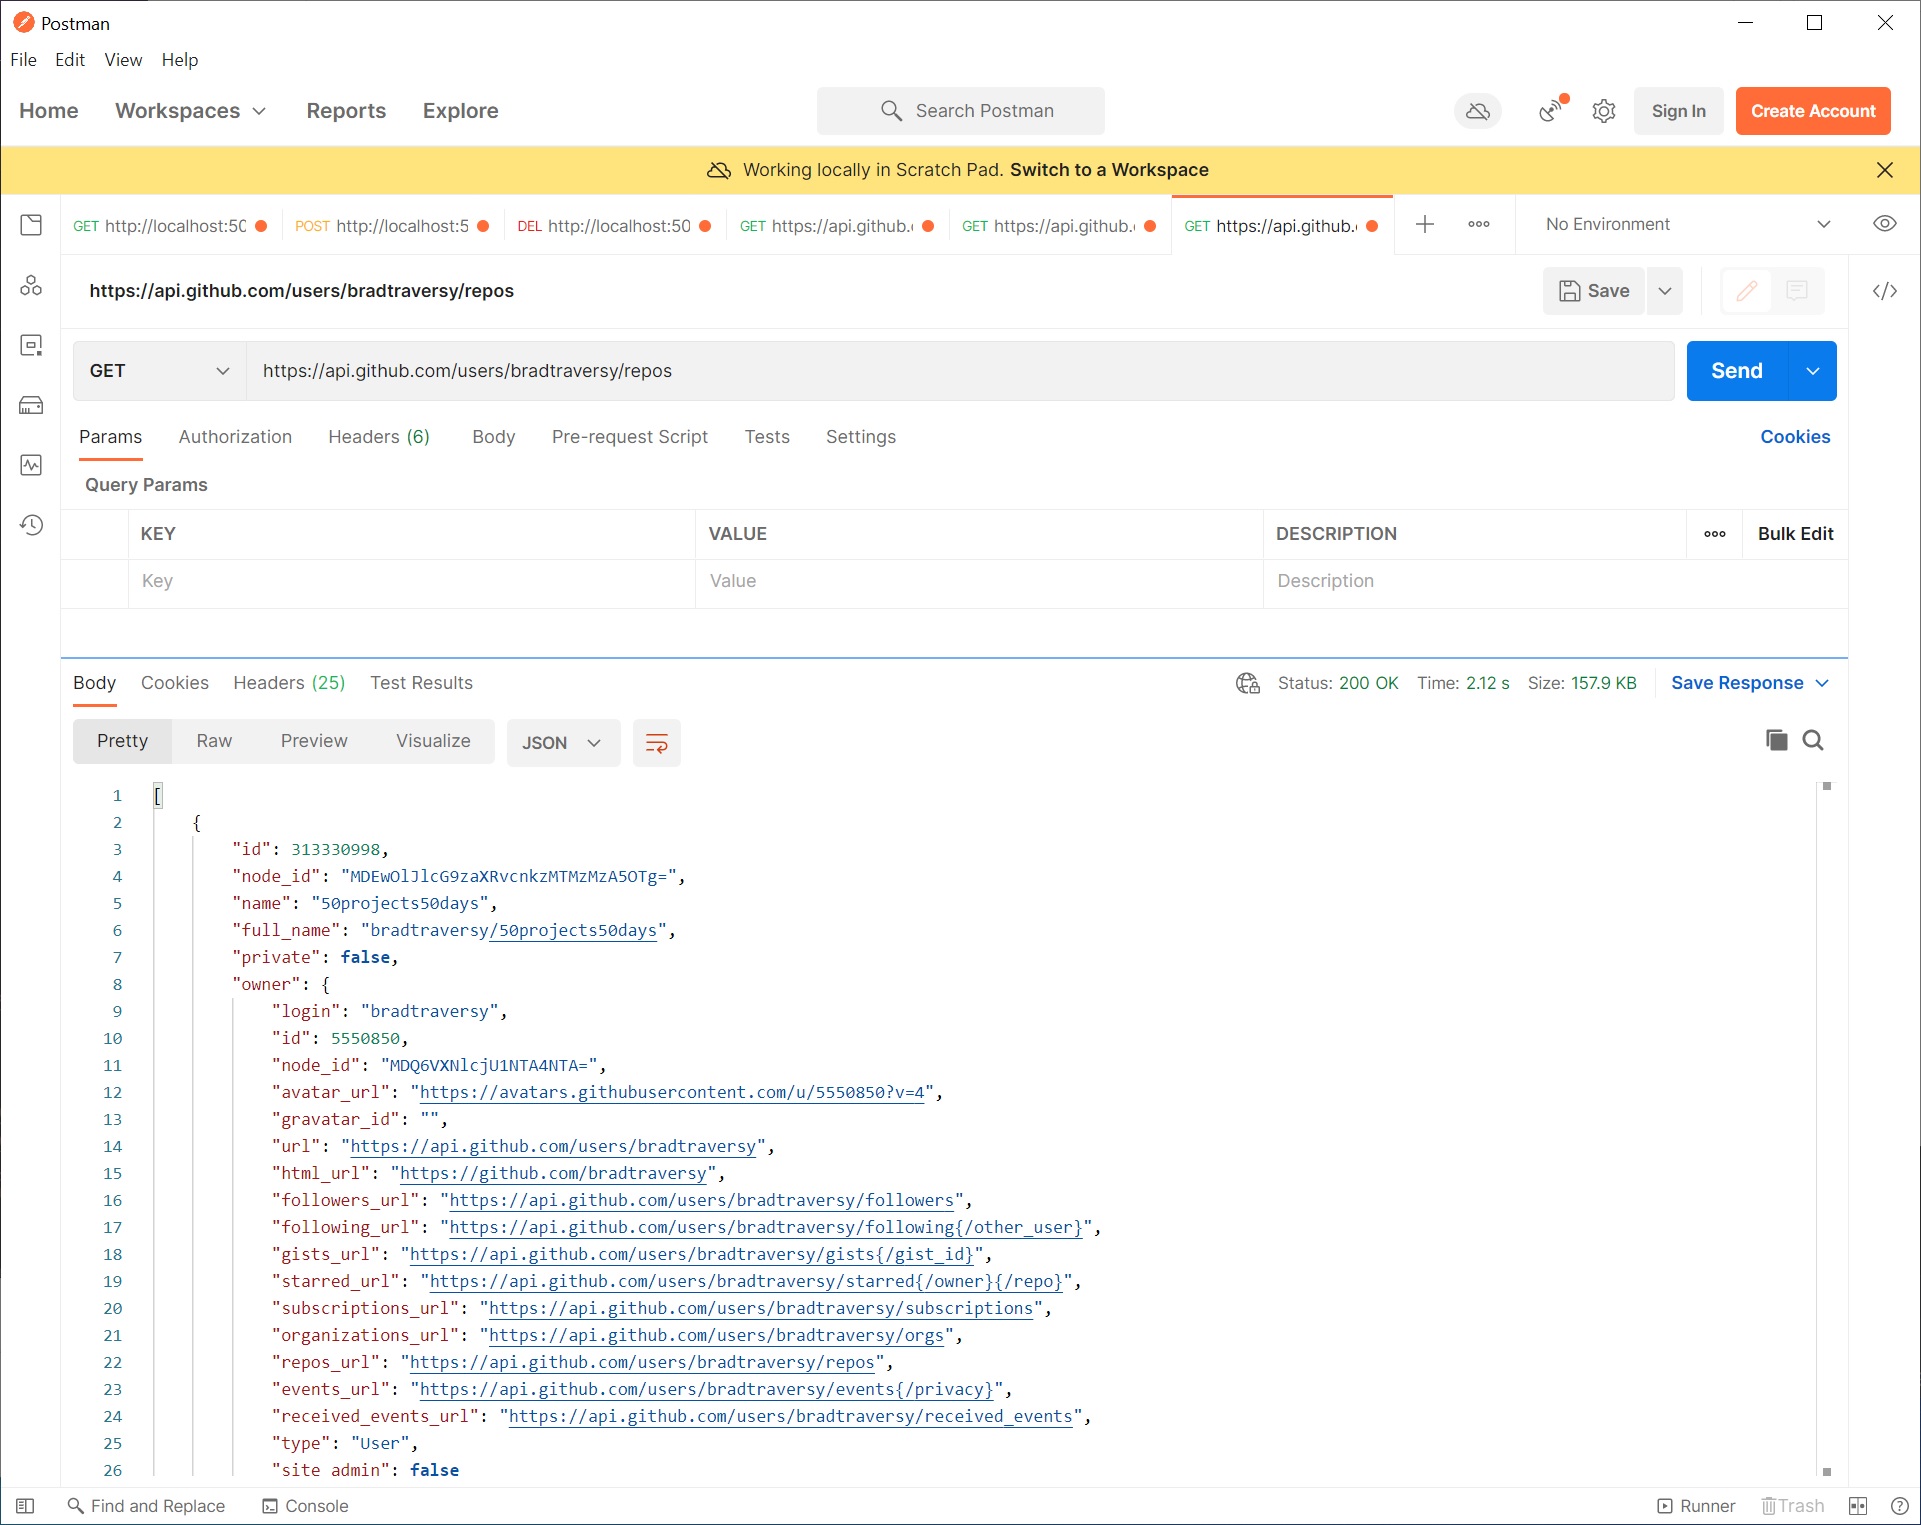 Postman
File Edit View Help
Home Workspaces Reports Explore Search Postman Sign In Create Account
Working locally in Scratch Pad. Switch to a Workspace
GET http://localhost:50 POST http://localhost:5 DEL http://localhost:50 GET https://api.github. GET https://api.github. GET https://api.github. No Environment
https://api.github.com/users/bradtraversy/repos Save
GET https://api.github.com/users/bradtraversy/repos Send
Params Authorization Headers (6) Body Pre-request Script Tests Settings Cookies
Query Params
KEY VALUE DESCRIPTION Bulk Edit
Key Value Description
Body Cookies Headers (25) Test Results Status: 200 OK Time: 2.12 s Size: 157.9 KB Save Response
Pretty Raw Preview Visualize JSON
1 [
2 {
3 "id": 313330998,
4 "node_id": "MDEwOlJlcG9zaXRvcnkzMTMzMzA5OTg=",
5 "name": "50projects50days",
6 "full_name": "bradtraversy/50projects50days",
7 "private": false,
8 "owner": {
9 "login": "bradtraversy",
10 "id": 5550850,
11 "node_id": "MDQ6VXNlcjU1NTA4NTA=",
12 "avatar_url": "https://avatars.githubusercontent.com/u/5550850?v=4",
13 "gravatar_id": "",
14 "url": "https://api.github.com/users/bradtraversy",
15 "html_url": "https://github.com/bradtraversy",
16 "followers_url": "https://api.github.com/users/bradtraversy/followers",
17 "following_url": "https://api.github.com/users/bradtraversy/following{/other_user}",
18 "gists_url": "https://api.github.com/users/bradtraversy/gists{/gist_id}",
19 "starred_url": "https://api.github.com/users/bradtraversy/starred{/owner}{/repo}",
20 "subscriptions_url": "https://api.github.com/users/bradtraversy/subscriptions",
21 "organizations_url": "https://api.github.com/users/bradtraversy/orgs",
22 "repos_url": "https://api.github.com/users/bradtraversy/repos",
23 "events_url": "https://api.github.com/users/bradtraversy/events{/privacy}",
24 "received_events_url": "https://api.github.com/users/bradtraversy/received_events",
25 "type": "User",
26 "site_admin": false
Find and Replace Console Runner Trash